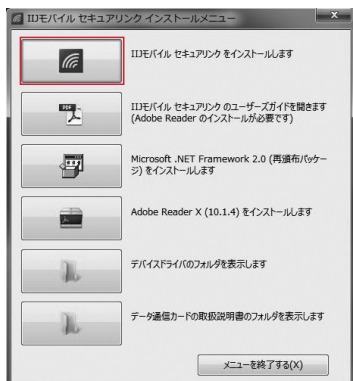 IIJモバイル セキュアリンク インストールメニュー
IIJモバイル セキュアリンク をインストールします
PDF
IIJモバイル セキュアリンク のユーザーズガイドを開きます
(Adobe Reader のインストールが必要です)
Microsoft .NET Framework 2.0 (再頒布パッケー
ジ) をインストールします
Adobe Reader X (10.1.4) をインストールします
デバイスドライバのフォルダを表示します
データ通信カードの取扱説明書のフォルダを表示します
メニューを終了する(X)